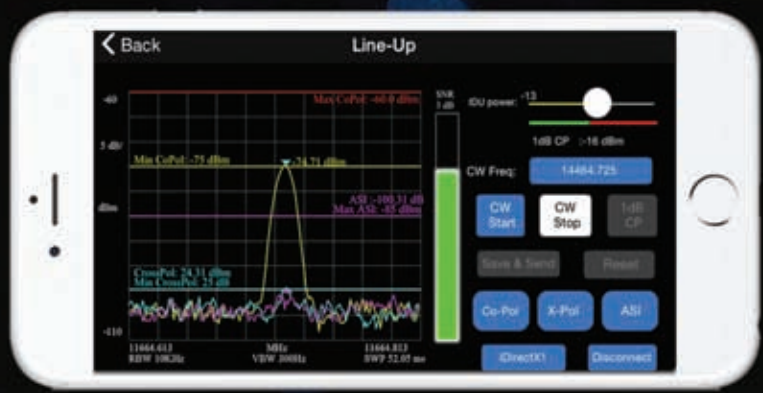 Back
Line-Up
-60
Max CoPol: -60.0 dBm
SNR
5 dB/
Min CoPol: -75 dBm
-74.71 dBm
dBm
ASI :-100.31 dB
Max ASI: -85 dBm
CrossPol: 24.31 dBm
Min CrossPol: 25 dB
-110
11664.613
MHz
11664.813
RBW 10KHz
VBW 300Hz
SWP 52.05 ms
IDU power:
-13
1dB CP :-16 dBm
CW Freq:
14464.725
CW
Start
CW
Stop
1dB
CP
Save & Send
Reset
Co-Pol
X-Pol
ASI
iDirectX1
Disconnect